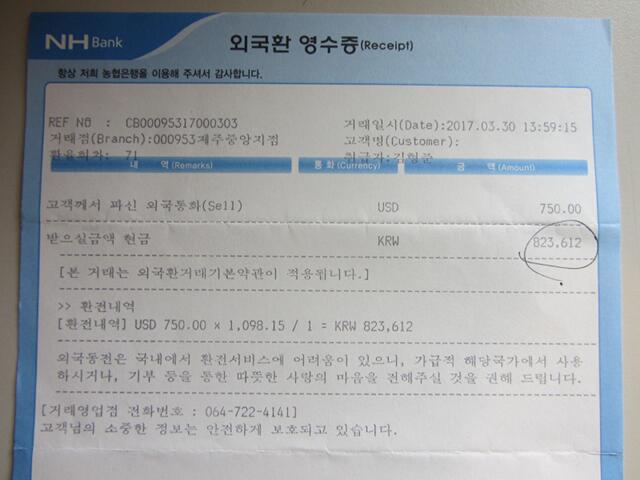 NH Bank 외국환 영수증(Receipt)
항상 저희 농협은행을 이용해 주셔서 감사합니다.
REF NO : CB00095317000303 거래일시(Date):2017.03.30 13:59:15
거래점(Branch):000953제주중앙지점 고객명(Customer):
환율회차: 71 취급자:김형준
내 역 (Remarks) 통 화 (Currency) 금 액 (Amount)
고객께서 파신 외국통화(Sell) USD 750.00
받으실금액 현금 KRW 823,612
[본 거래는 외국환거래기본약관이 적용됩니다.]
>> 환전내역
[환전내역] USD 750.00 × 1,098.15 / 1 = KRW 823,612
외국동전은 국내에서 환전서비스에 어려움이 있으니, 가급적 해당국가에서 사용
하시거나, 기부 등을 통한 따뜻한 사랑의 마음을 전해주실 것을 권해 드립니다.
[거래영업점 전화번호 : 064-722-4141]
고객님의 소중한 정보는 안전하게 보호되고 있습니다.